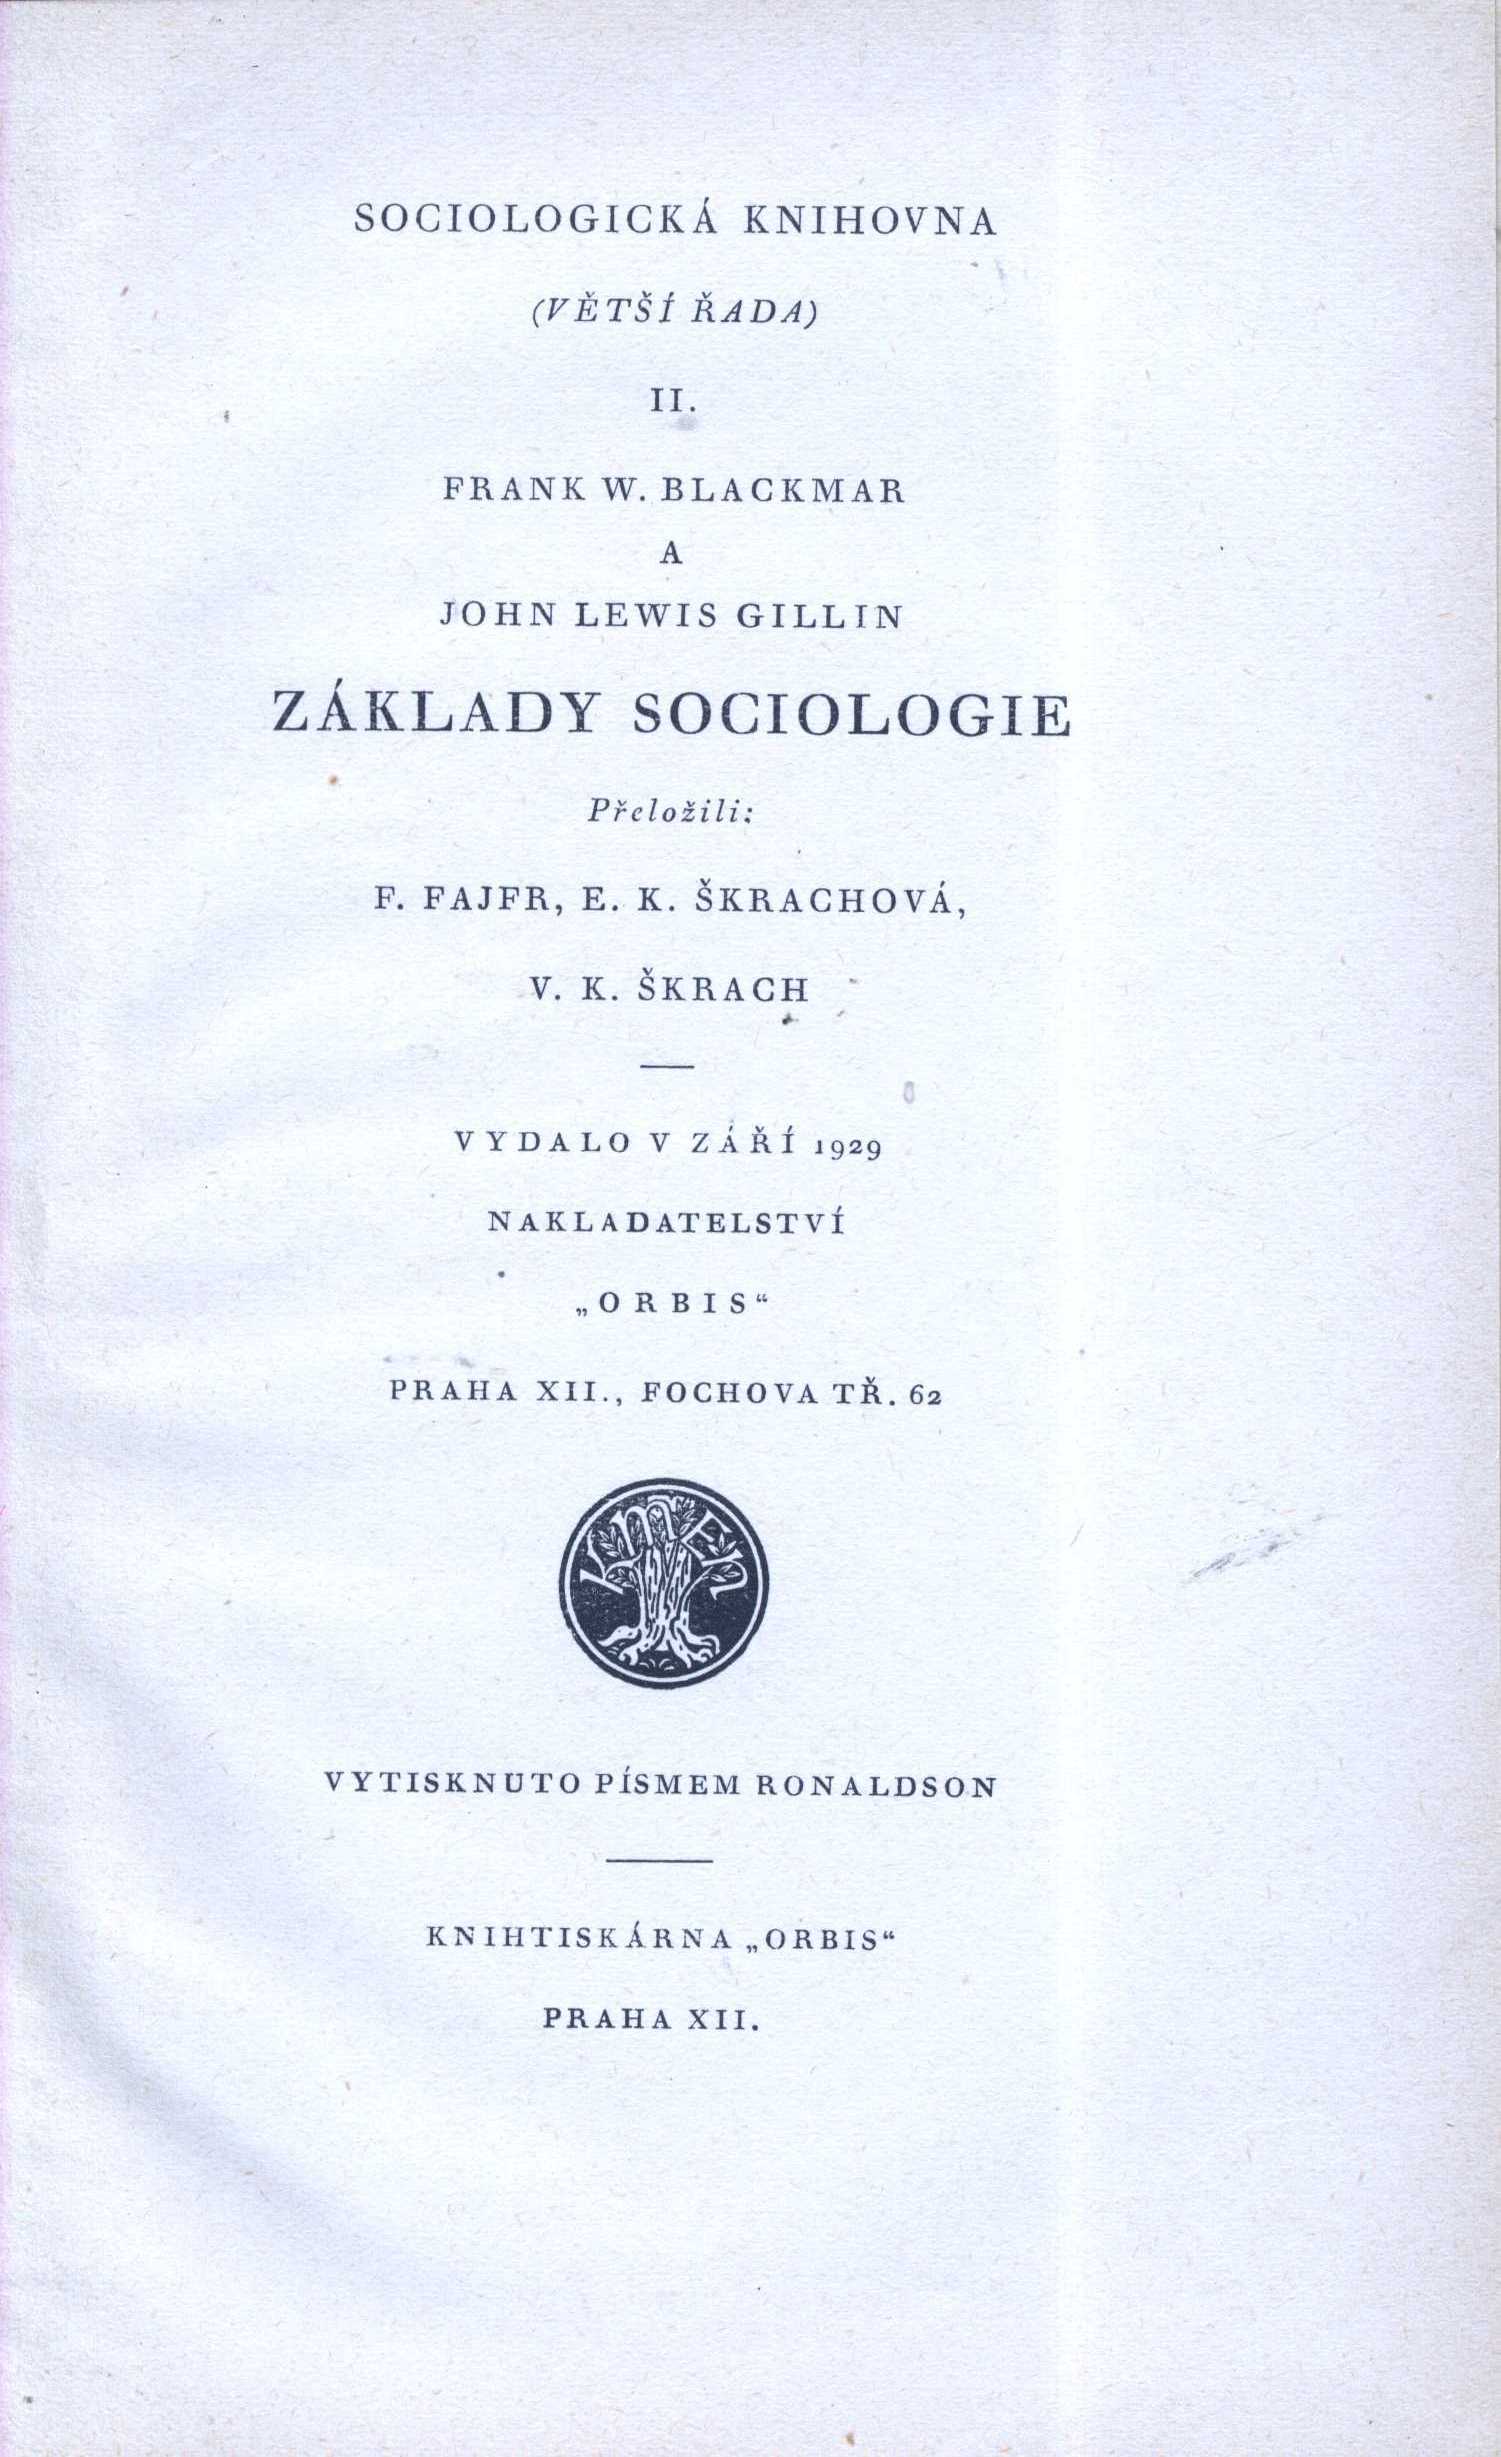 SOCIOLOGICKÁ KNIHOVNA
(VĚTŠÍ ŘADA)
II.
FRANK W. BLACKMAR
A
JOHN LEWIS GILLIN
ZÁKLADY SOCIOLOGIE
Přeložili:
F. FAJFR, E. K. ŠKRACHOVÁ,
V. K. ŠKRACH
VYDALO V ZÁŘÍ 1929
NAKLADATELSTVÍ
„ORBIS“
PRAHA XII., FOCHOVA TŘ. 62
KMEN
VYTISKNUTO PÍSMEM RONALDSON
KNIHTISKÁRNA „ORBIS“
PRAHA XII.